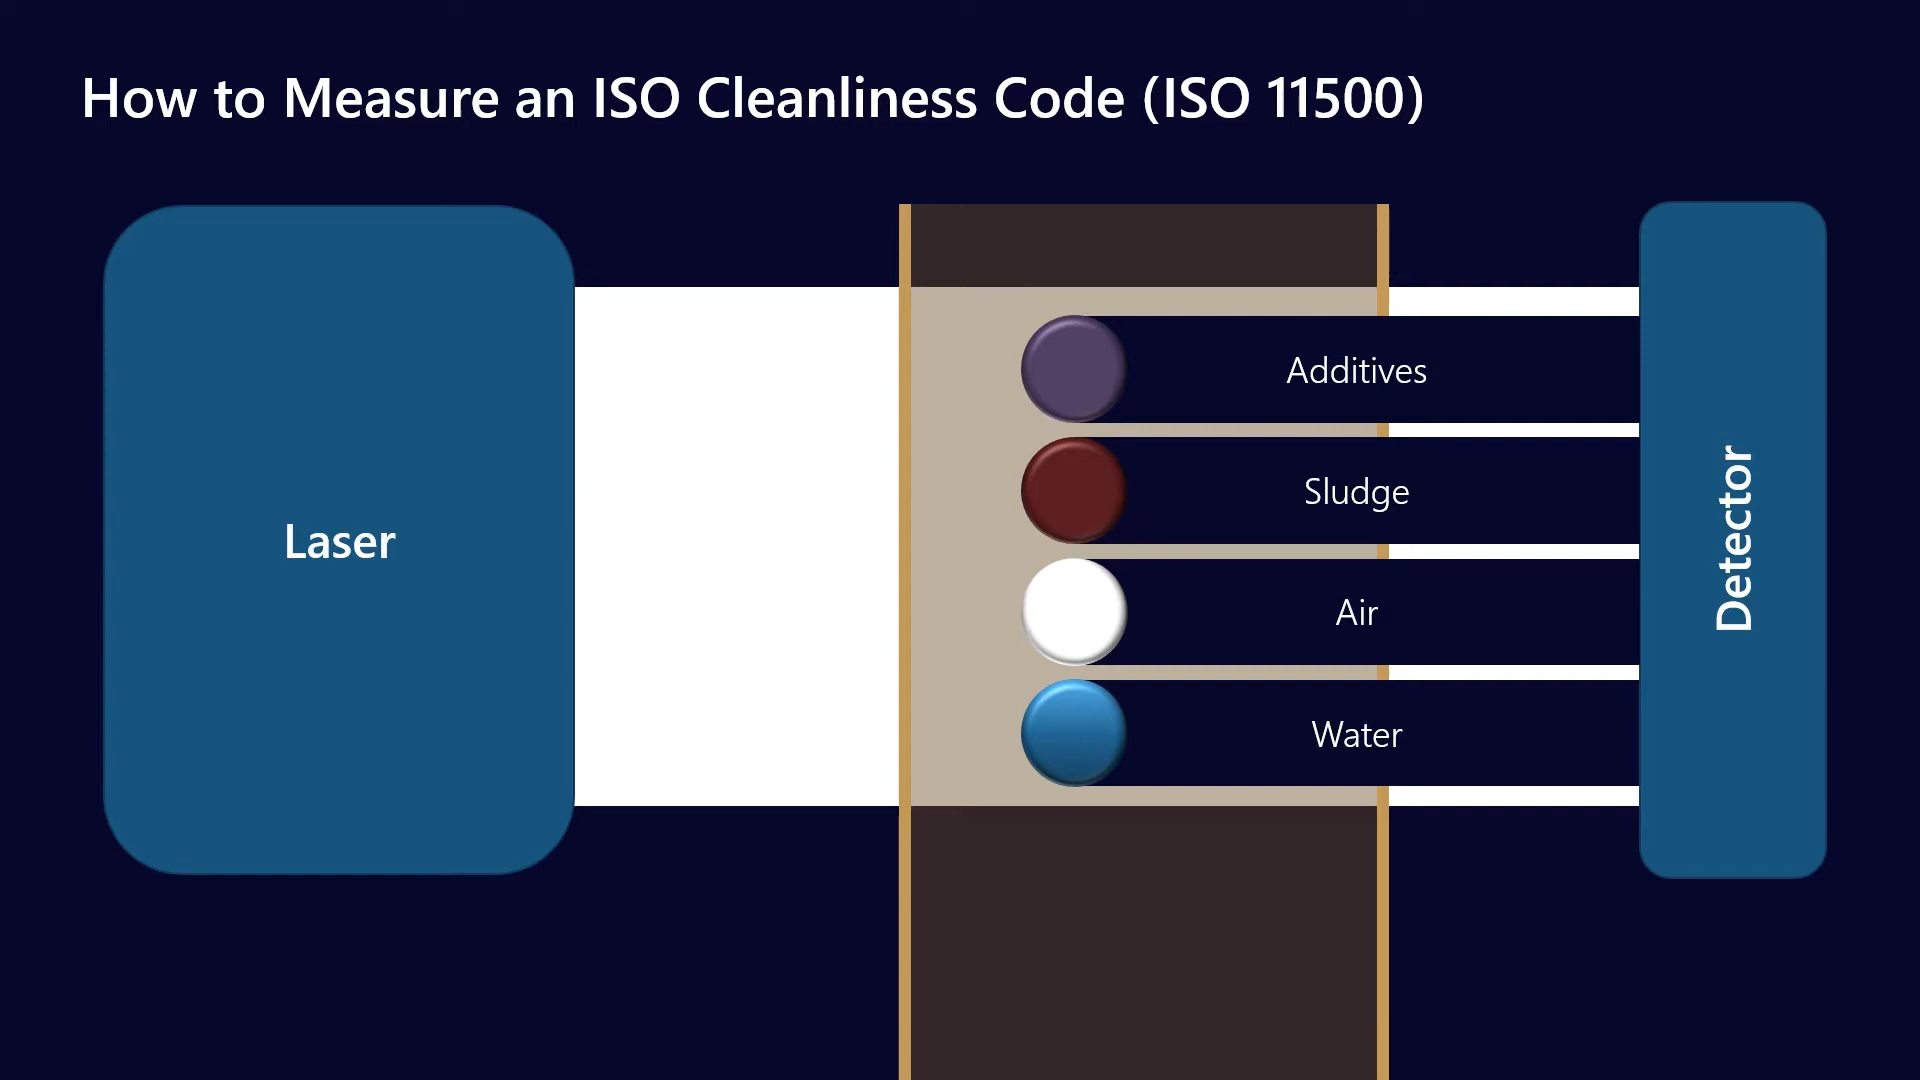 How to Measure an ISO Cleanliness Code (ISO 11500)
Laser
Additives
Sludge
Air
Water
Detector